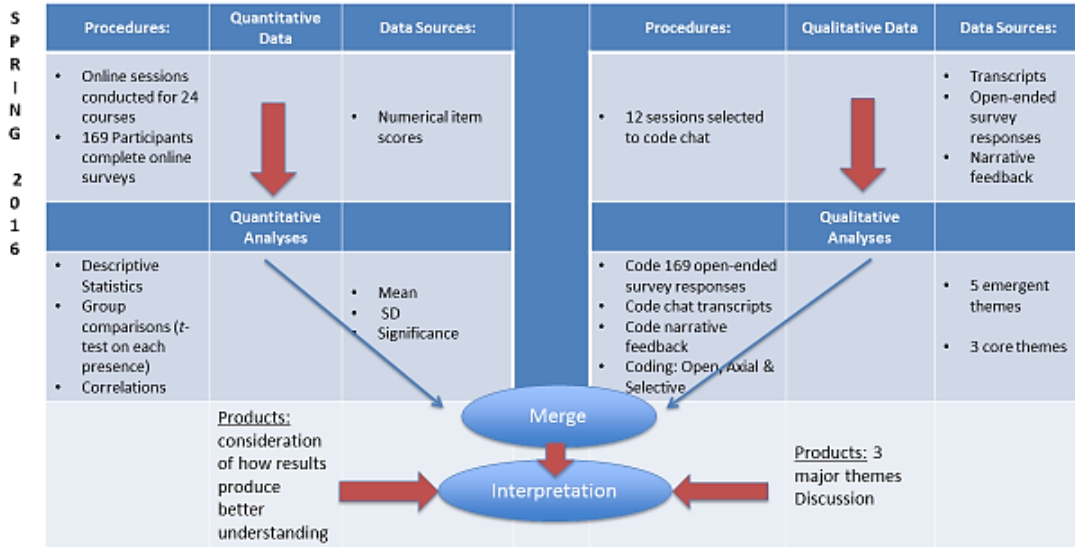 SPRING 2016
Procedures:
Quantitative
Data
Data Sources:
• Online sessions
conducted for 24
courses
• 169 Participants
complete online
surveys
• Numerical item
scores
Quantitative
Analyses
• Descriptive
Statistics
• Group
comparisons (t-
test on each
presence)
• Correlations
• Mean
• SD
• Significance
Procedures:
Qualitative Data
Data Sources:
• 12 sessions selected
to code chat
• Transcripts
• Open-ended
survey
responses
• Narrative
feedback
Qualitative
Analyses
• Code 169 open-ended
survey responses
• Code chat transcripts
• Code narrative
feedback
• Coding: Open, Axial &
Selective
• 5 emergent
themes
• 3 core themes
Merge
Products:
consideration
of how results
produce
better
understanding
Interpretation
Products: 3
major themes
Discussion